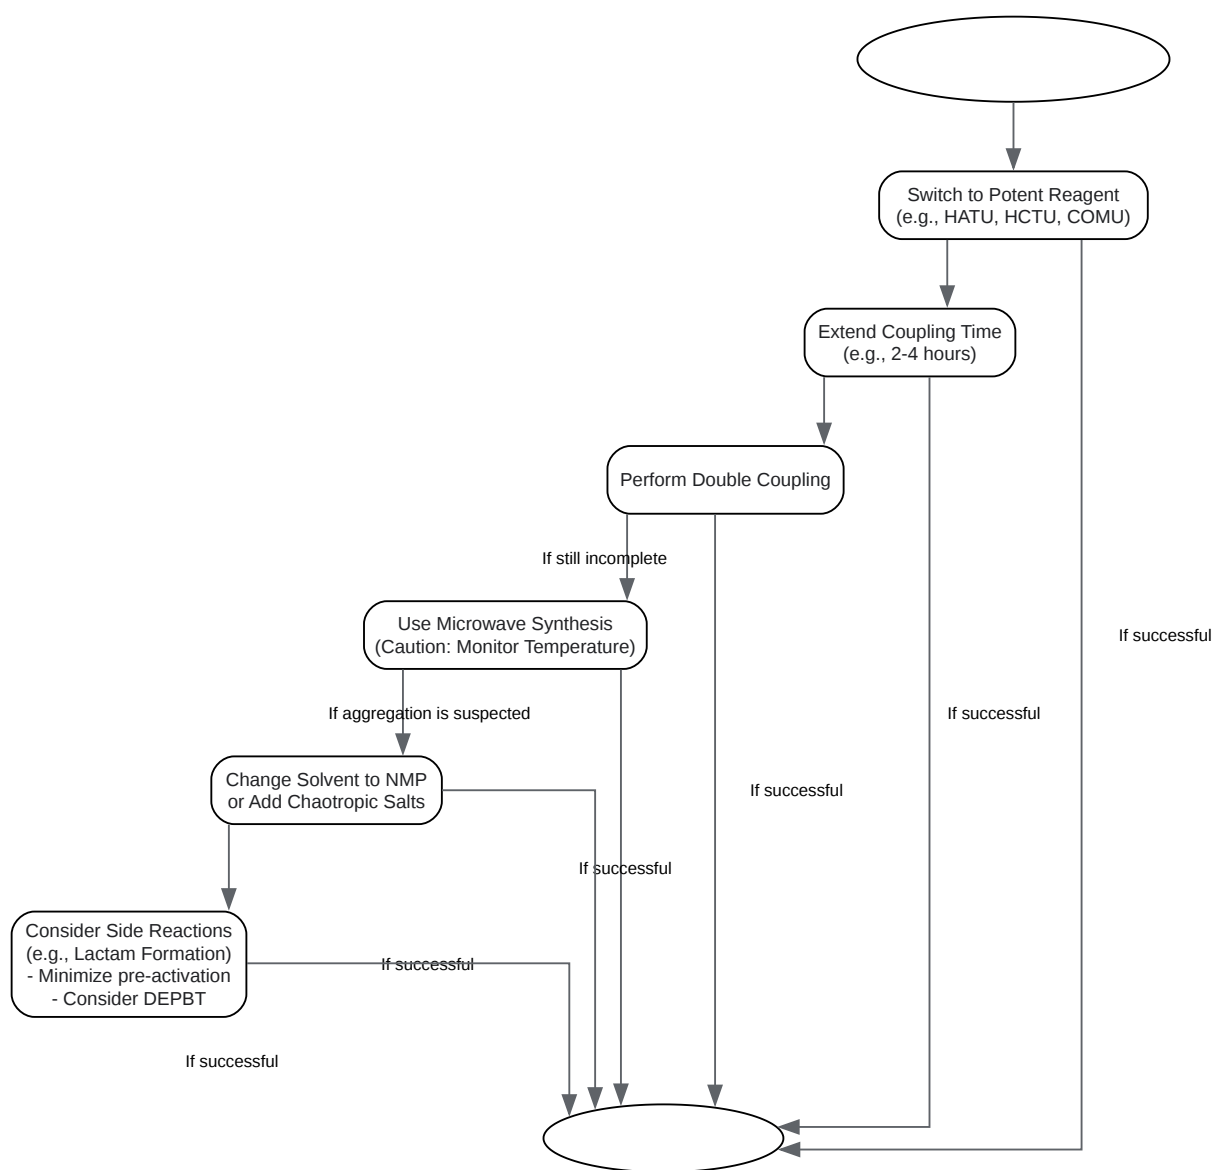 Switch to Potent Reagent
(e.g., HATU, HCTU, COMU)
Extend Coupling Time
(e.g., 2-4 hours)
Perform Double Coupling
If still incomplete
Use Microwave Synthesis
(Caution: Monitor Temperature)
If successful
If aggregation is suspected
If successful
Change Solvent to NMP
or Add Chaotropic Salts
If successful
If successful
Consider Side Reactions
(e.g., Lactam Formation)
- Minimize pre-activation
- Consider DEPBT
If successful
If successful